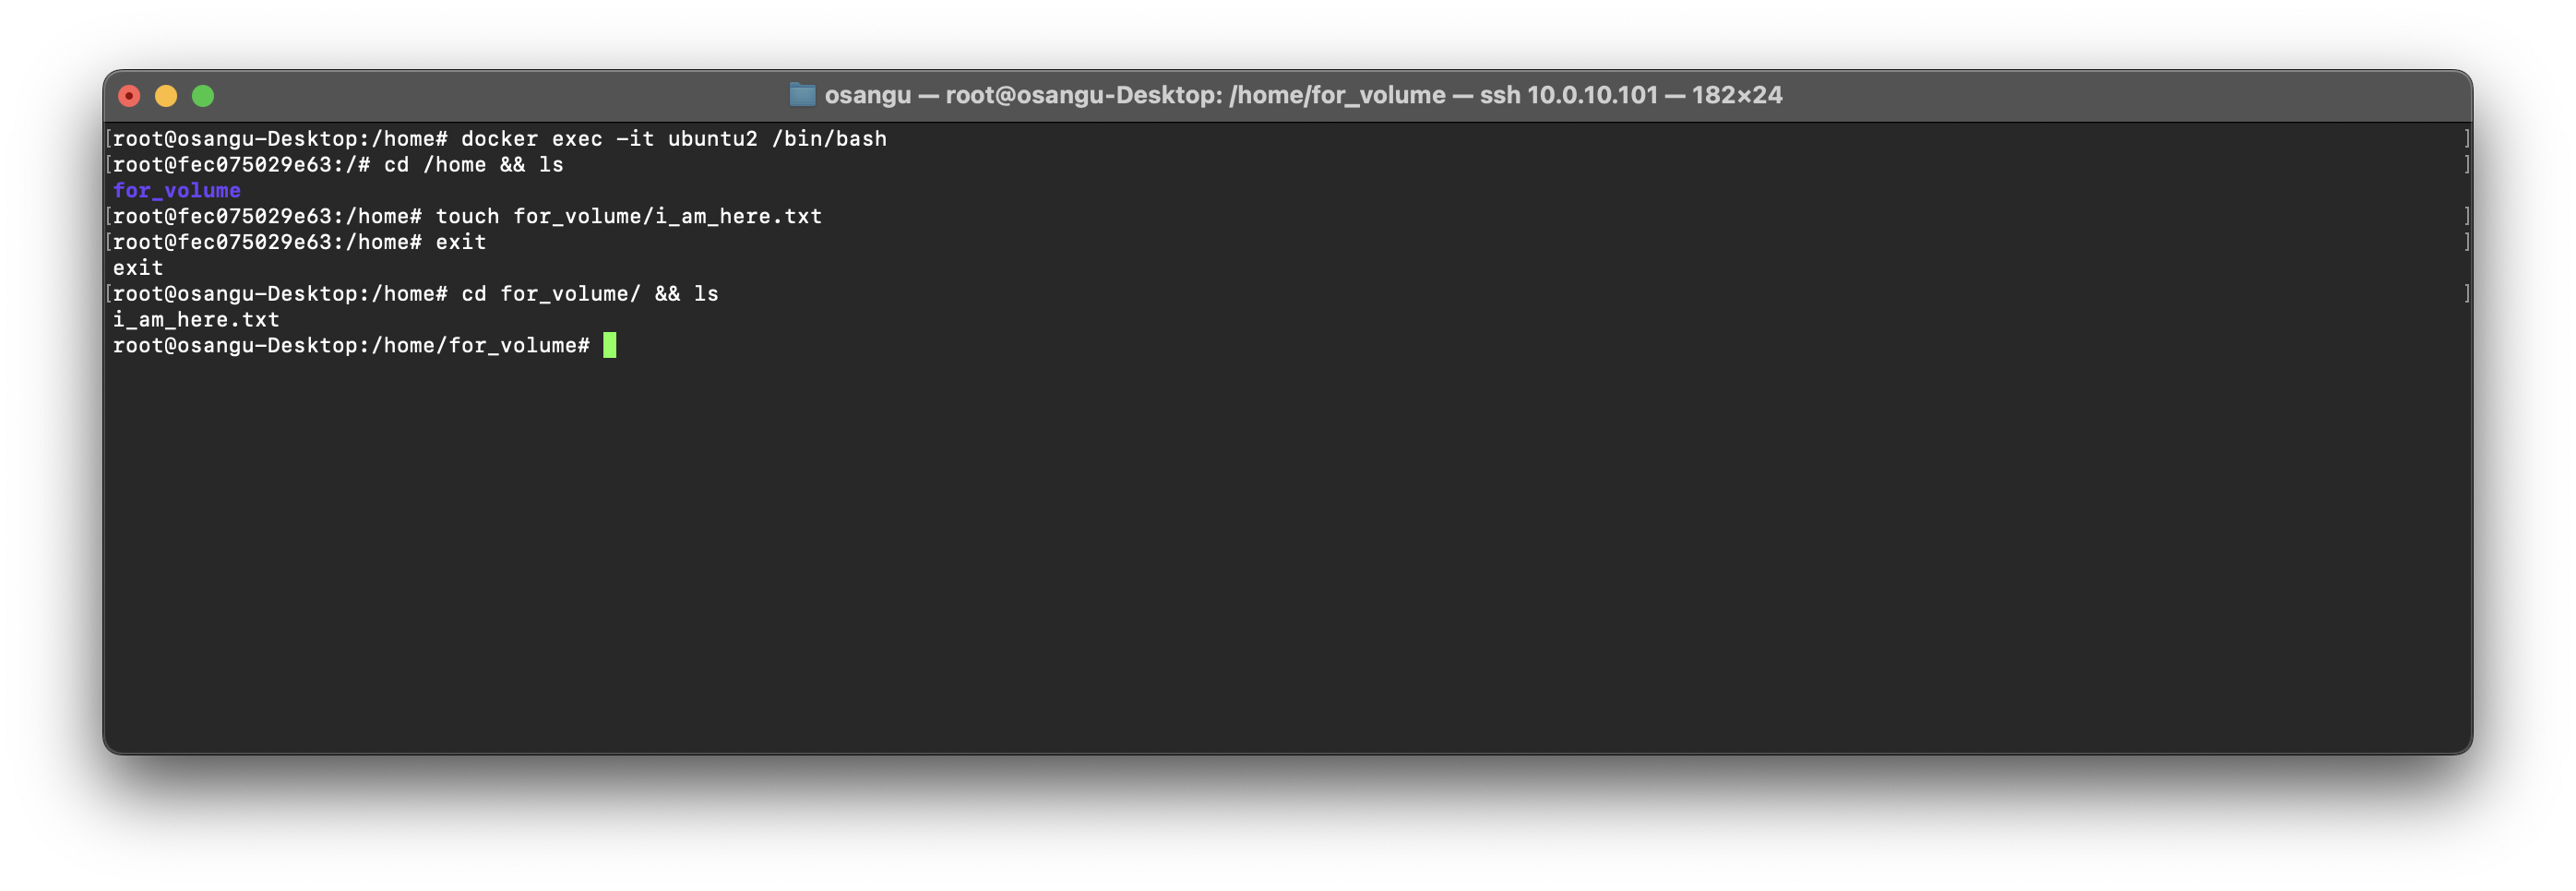 osangu — root@osangu-Desktop: /home/for_volume — ssh 10.0.10.101 — 182×24
[root@osangu-Desktop:/home# docker exec -it ubuntu2 /bin/bash ]
[root@fec075029e63:/# cd /home && ls ]
for_volume
[root@fec075029e63:/home# touch for_volume/i_am_here.txt ]
[root@fec075029e63:/home# exit ]
exit
[root@osangu-Desktop:/home# cd for_volume/ && ls ]
i_am_here.txt
root@osangu-Desktop:/home/for_volume#